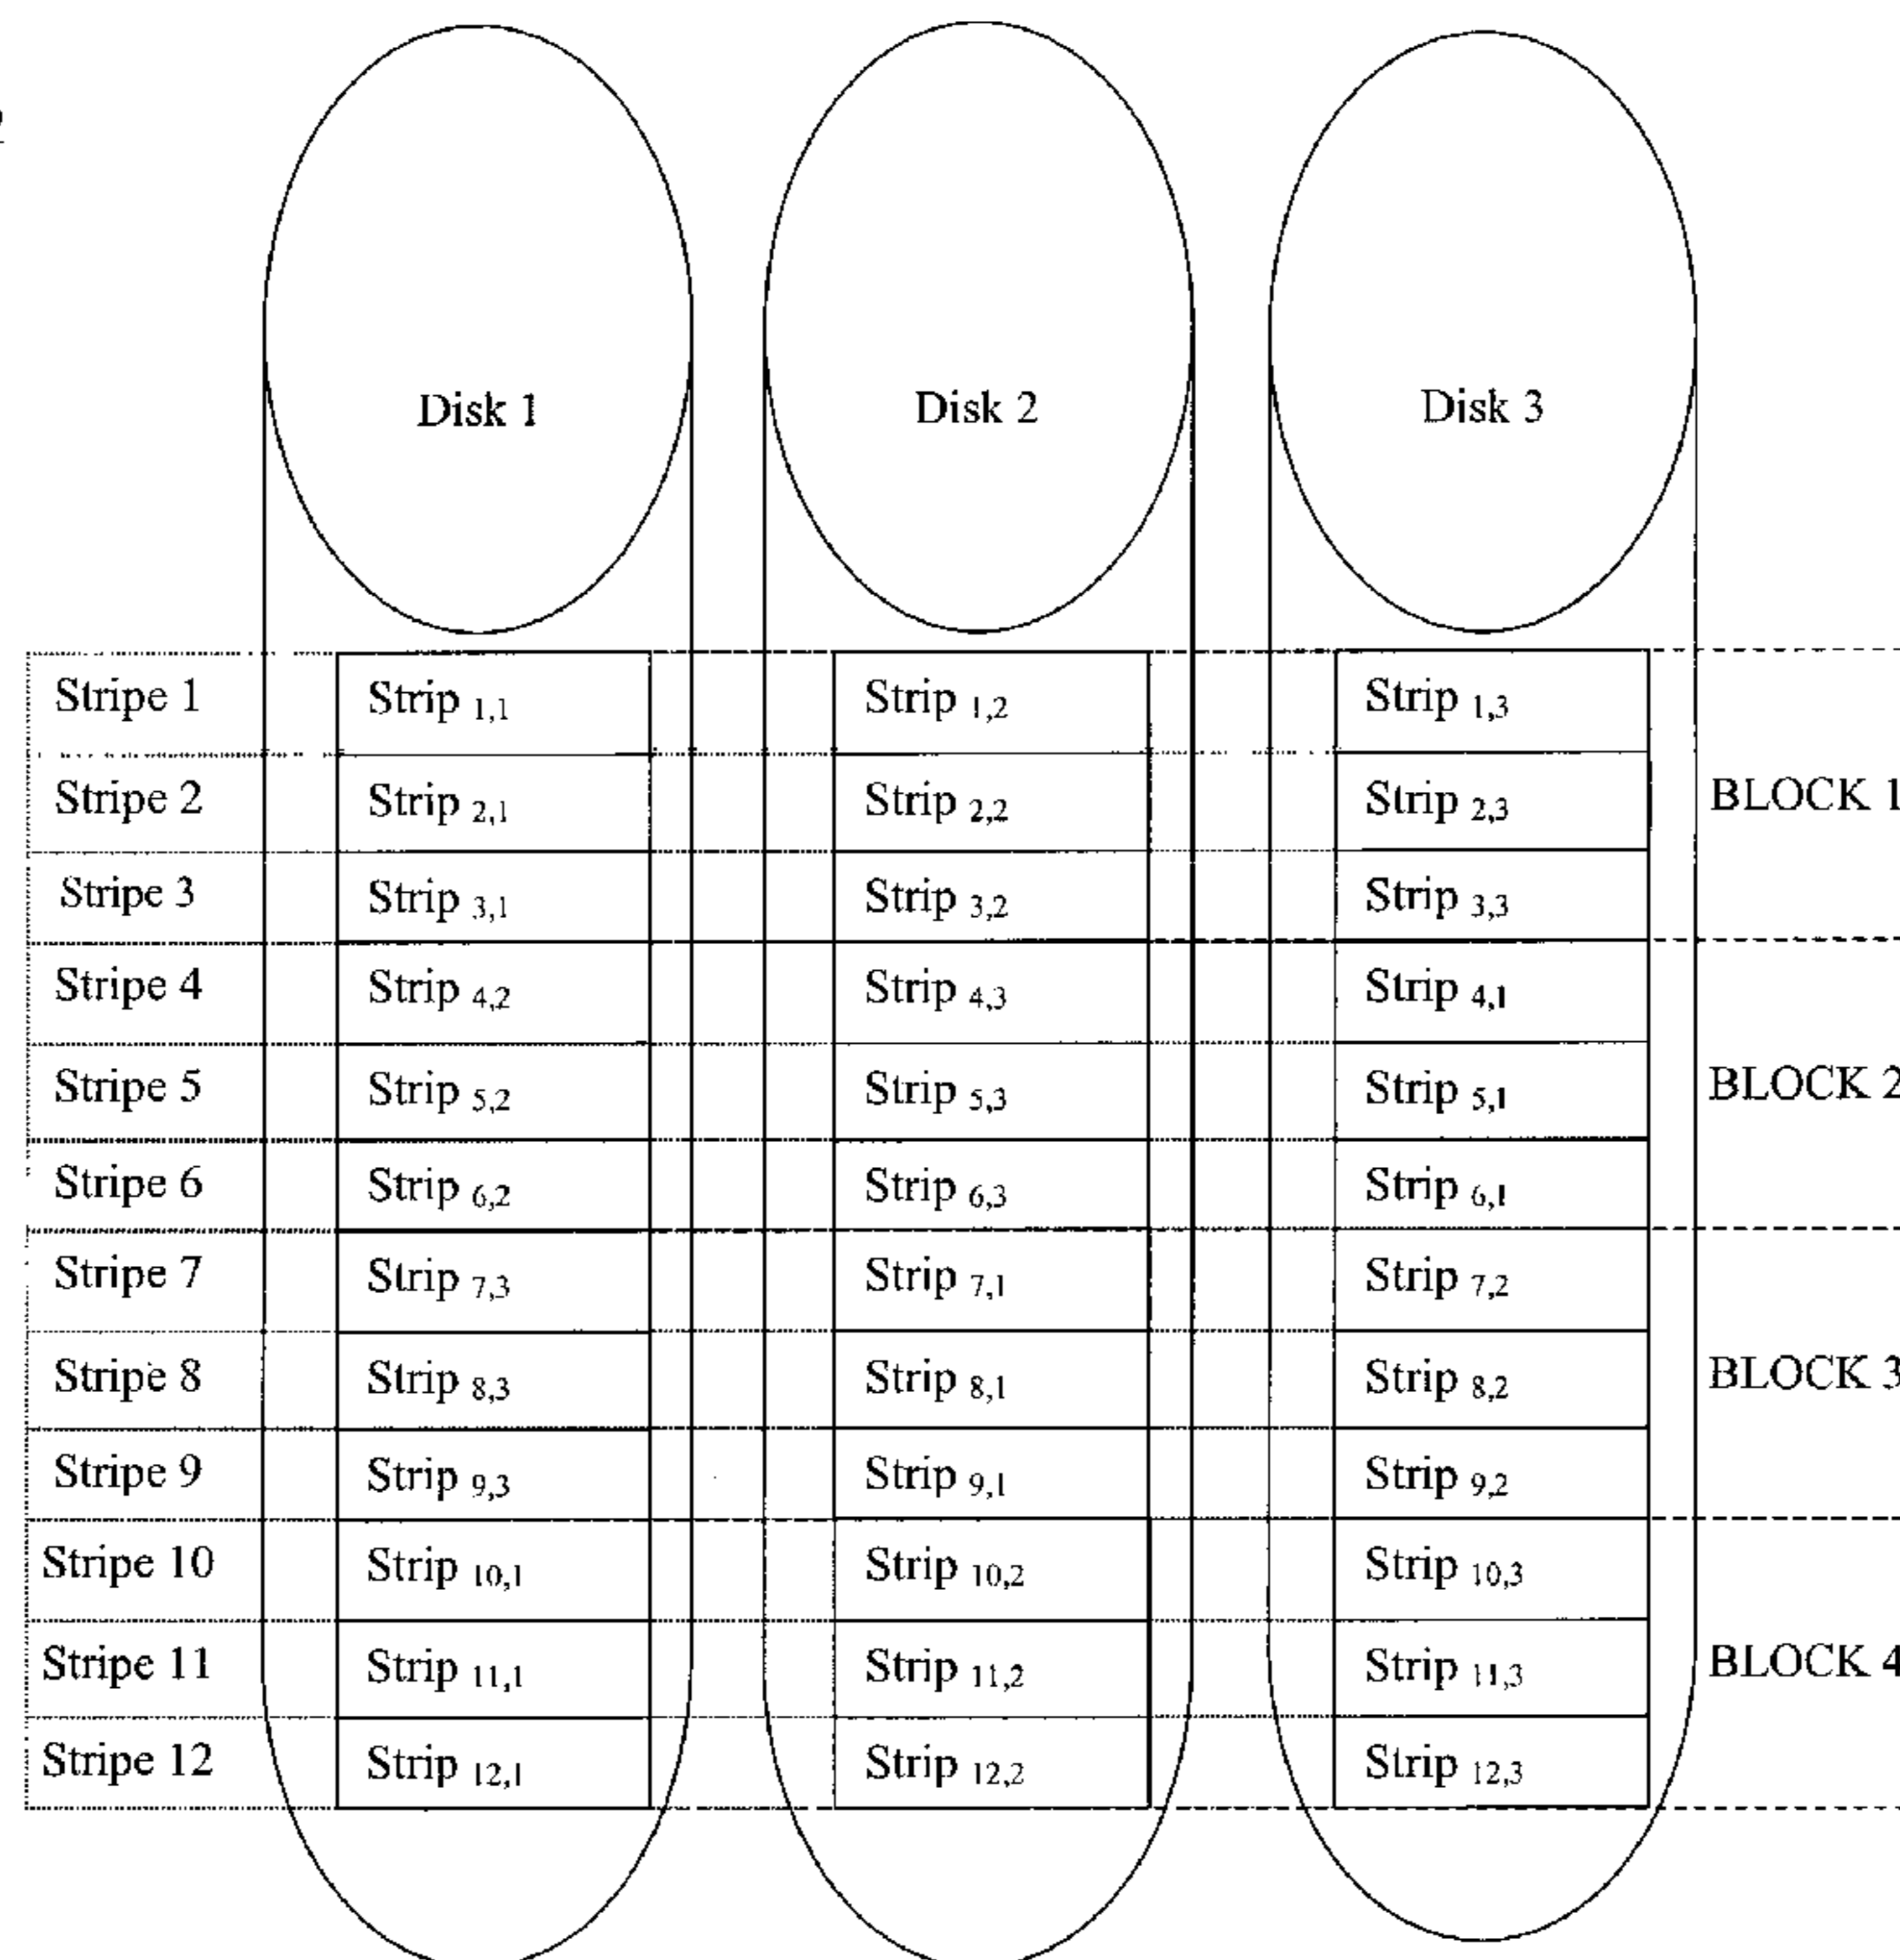 Disk 1 Disk 2 Disk 3
Stripe 1 Strip 1,1 Strip 1,2 Strip 1,3
Stripe 2 Strip 2,1 Strip 2,2 Strip 2,3 BLOCK 1
Stripe 3 Strip 3,1 Strip 3,2 Strip 3,3
Stripe 4 Strip 4,2 Strip 4,3 Strip 4,1
Stripe 5 Strip 5,2 Strip 5,3 Strip 5,1 BLOCK 2
Stripe 6 Strip 6,2 Strip 6,3 Strip 6,1
Stripe 7 Strip 7,3 Strip 7,1 Strip 7,2
Stripe 8 Strip 8,3 Strip 8,1 Strip 8,2 BLOCK 3
Stripe 9 Strip 9,3 Strip 9,1 Strip 9,2
Stripe 10 Strip 10,1 Strip 10,2 Strip 10,3
Stripe 11 Strip 11,1 Strip 11,2 Strip 11,3 BLOCK 4
Stripe 12 Strip 12,1 Strip 12,2 Strip 12,3